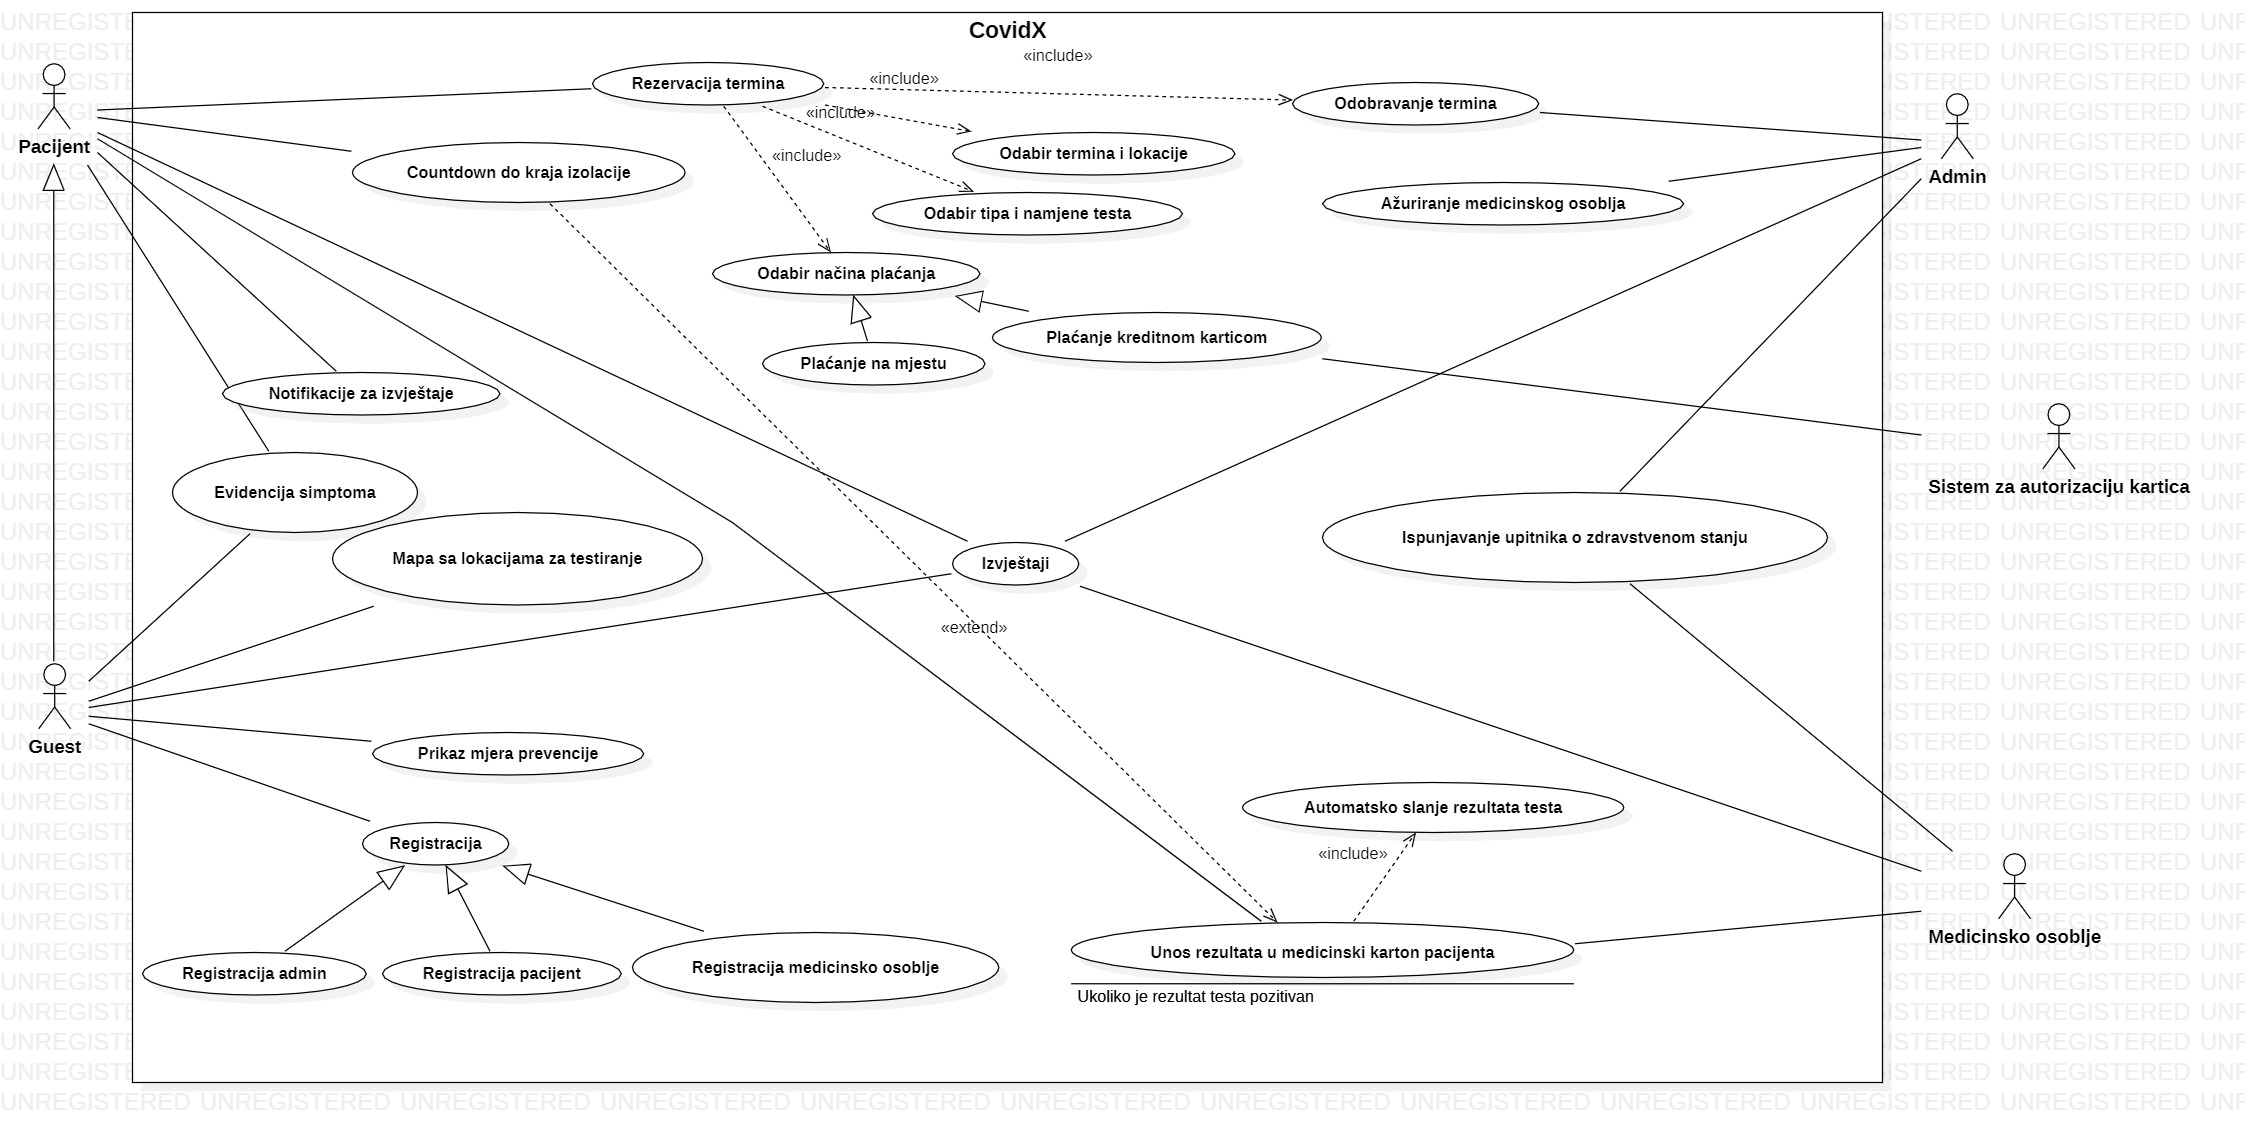 CovidX
«include»
Rezervacija termina
«include»
Odobravanje termina
«include»
Pacijent
«include»
Odabir termina i lokacije
Countdown do kraja izolacije
Admin
Odabir tipa i namjene testa
Ažuriranje medicinskog osoblja
Odabir načina plaćanja
Plaćanje kreditnom karticom
Plaćanje na mjestu
Notifikacije za izvještaje
Sistem za autorizaciju kartica
Evidencija simptoma
Ispunjavanje upitnika o zdravstvenom stanju
Mapa sa lokacijama za testiranje
Izvještaji
«extend»
Guest
Prikaz mjera prevencije
Automatsko slanje rezultata testa
Registracija
«include»
Medicinsko osoblje
Unos rezultata u medicinski karton pacijenta
Registracija admin
Registracija pacijent
Registracija medicinsko osoblje
Ukoliko je rezultat testa pozitivan
UNREGISTERED UNREGISTERED UNREGISTERED UNREGISTERED UNREGISTERED UNREGISTERED UNREGISTERED UNREGISTERED UNREGISTERED UNREGISTERED UNREGISTERED UNR